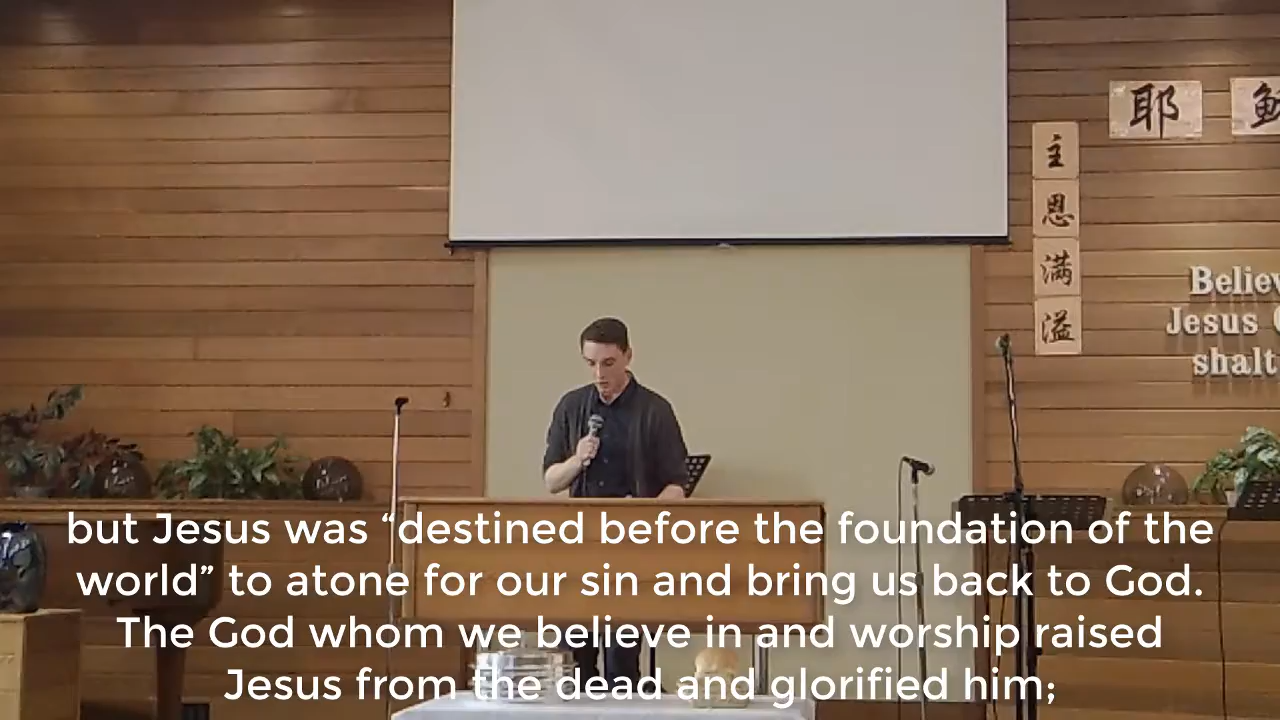 耶 穌
主
恩
满
溢
Believ
Jesus
shalt
but Jesus was “destined before the foundation of the
world” to atone for our sin and bring us back to God.
The God whom we believe in and worship raised
Jesus from the dead and glorified him;